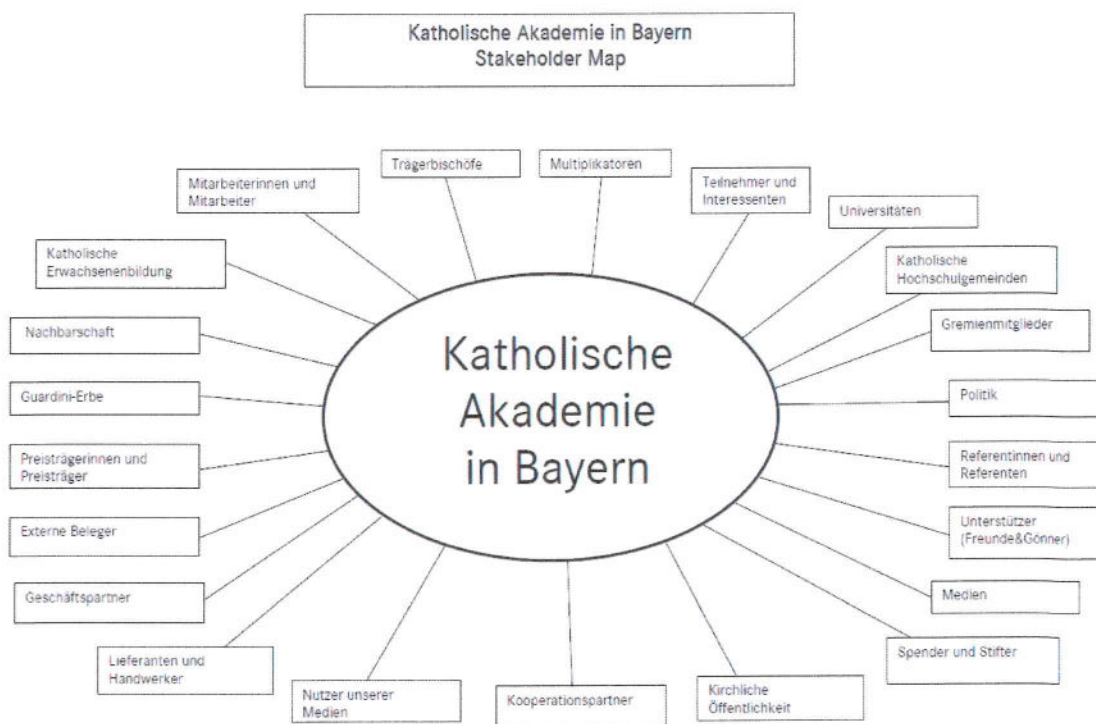 Katholische Akademie in Bayern
Stakeholder Map
Trägerbischöfe
Multiplikatoren
Mitarbeiterinnen und
Mitarbeiter
Teilnehmer und
Interessenten
Universitäten
Katholische
Erwachsenenbildung
Katholische
Hochschulgemeinden
Nachbarschaft
Gremienmitglieder
Guardini-Erbe
Politik
Katholische
Akademie
in Bayern
Preisträgerinnen und
Preisträger
Referentinnen und
Referenten
Externe Beleger
Unterstützer
(Freunde&Gönner)
Geschäftspartner
Medien
Lieferanten und
Handwerker
Spender und Stifter
Nutzer unserer
Medien
Kooperationspartner
Kirchliche
Öffentlichkeit